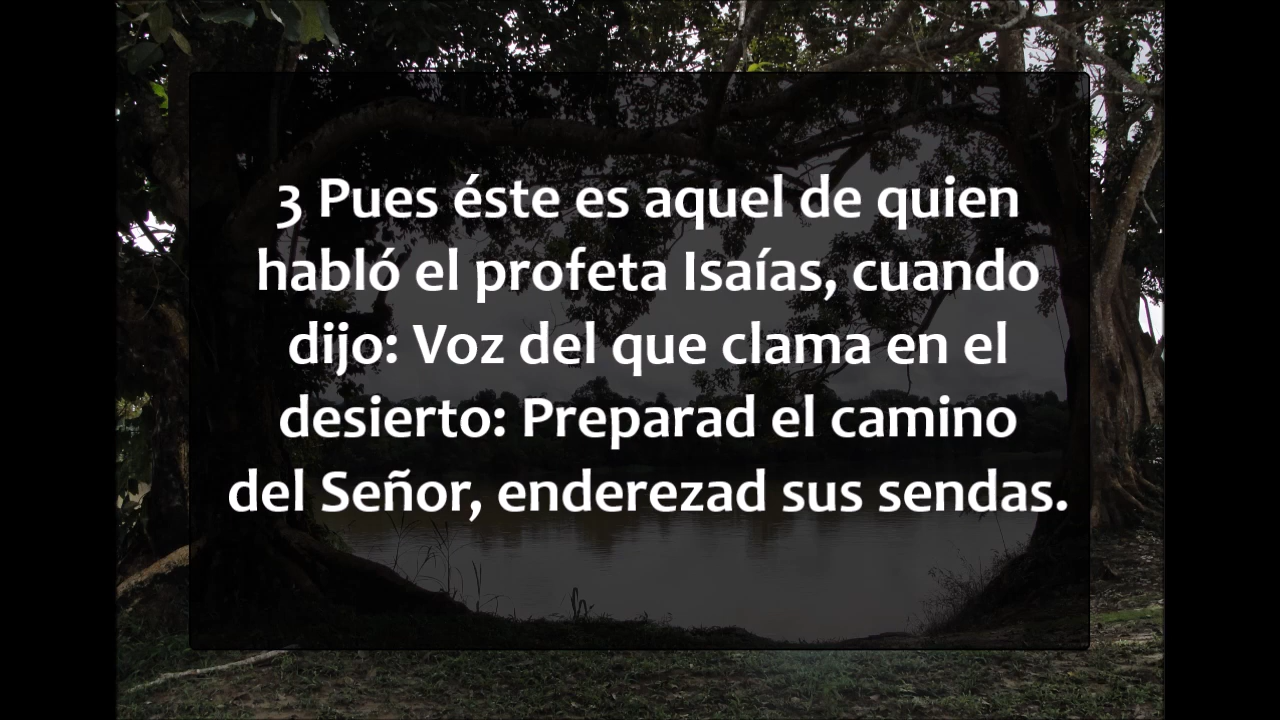 3 Pues éste es aquel de quien
habló el profeta Isaías, cuando
dijo: Voz del que clama en el
desierto: Preparad el camino
del Señor, enderezad sus sendas.